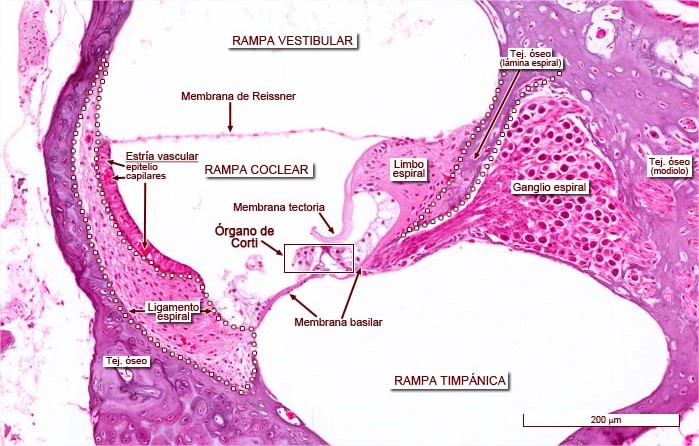 RAMPA VESTIBULAR
Tej. óseo
(lámina espiral)
Membrana de Reissner
Estría vascular
epitelio
capilares
RAMPA COCLEAR
Limbo
espiral
Tej. óseo
(modiolo)
Ganglio espiral
Membrana tectoria
Órgano de
Corti
Ligamento
espiral
Membrana basilar
Tej. óseo
RAMPA TIMPÁNICA
200 µm